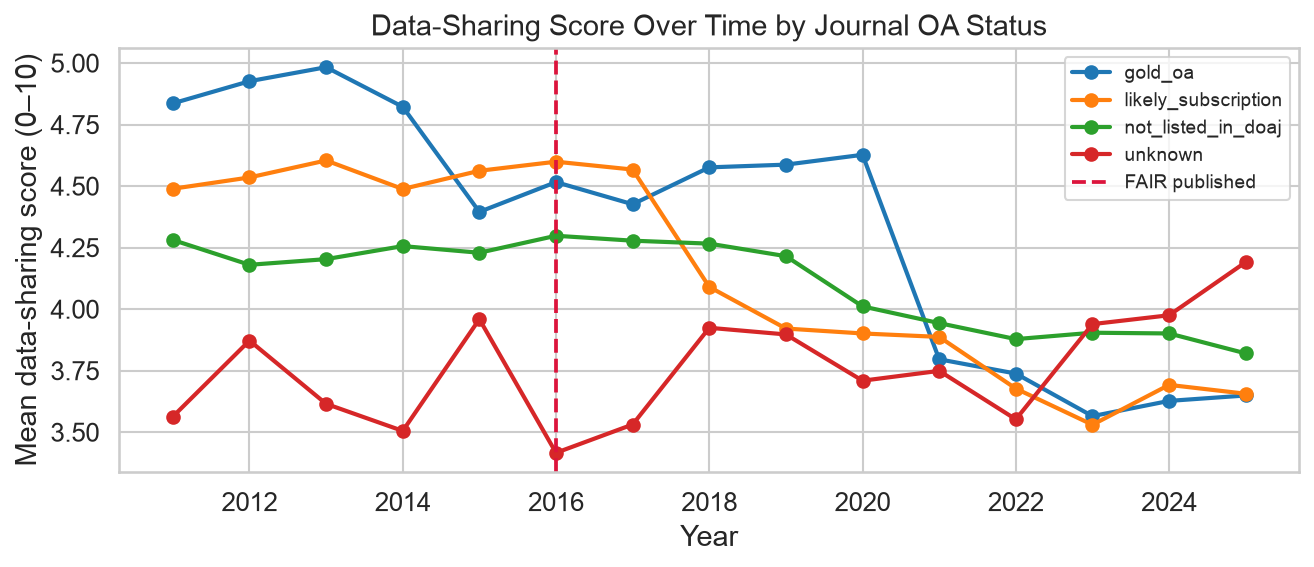 Data-Sharing Score Over Time by Journal OA Status
Mean data-sharing score (0–10)
5.00
4.75
4.50
4.25
4.00
3.75
3.50
gold_oa
likely_subscription
not_listed_in_doaj
unknown
FAIR published
2012 2014 2016 2018 2020 2022 2024
Year